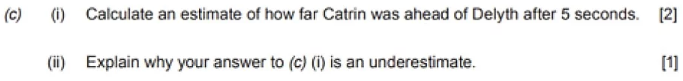 (c) (i) Calculate an estimate of how far Catrin was ahead of Delyth after 5 seconds. [2]
(ii) Explain why your answer to (c) (i) is an underestimate. [1]